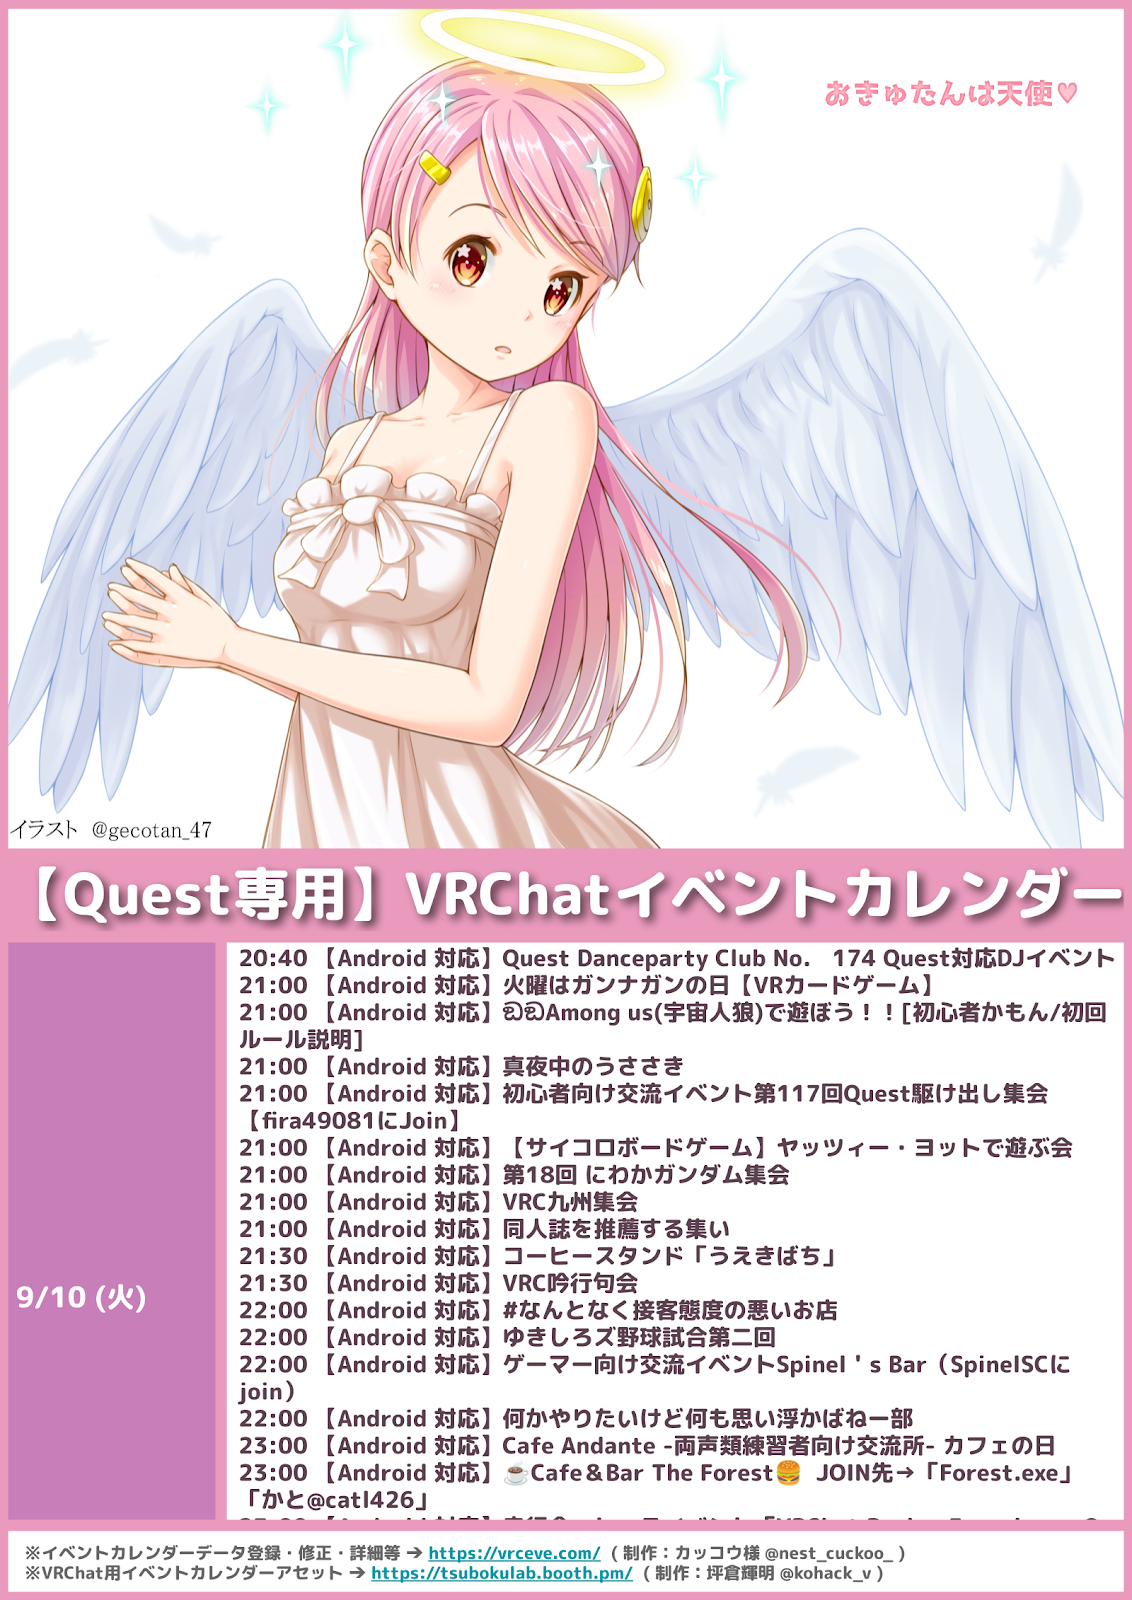 おきゅたんは天使♥
イラスト @gecotan_47
【Quest専用】VRChatイベントカレンダー
9/10 (火)
20:40 【Android 対応】Quest Danceparty Club No. 174 Quest対応DJイベント
21:00 【Android 対応】火曜はガンナガンの日【VRカードゲーム】
21:00 【Android 対応】ඞඞAmong us(宇宙人狼)で遊ぼう！！[初心者かもん/初回
ルール説明]
21:00 【Android 対応】真夜中のうささき
21:00 【Android 対応】初心者向け交流イベント第117回Quest駆け出し集会
【fira49081にJoin】
21:00 【Android 対応】【サイコロボードゲーム】ヤッツィー・ヨットで遊ぶ会
21:00 【Android 対応】第18回 にわかガンダム集会
21:00 【Android 対応】VRC九州集会
21:00 【Android 対応】同人誌を推薦する集い
21:30 【Android 対応】コーヒースタンド「うえきばち」
21:30 【Android 対応】VRC吟行句会
22:00 【Android 対応】#なんとなく接客態度の悪いお店
22:00 【Android 対応】ゆきしろズ野球試合第二回
22:00 【Android 対応】ゲーマー向け交流イベントSpinel＇s Bar（SpinelSCに
join）
22:00 【Android 対応】何かやりたいけど何も思い浮かばねー部
23:00 【Android 対応】Cafe Andante -両声類練習者向け交流所- カフェの日
23:00 【Android 対応】☕Cafe＆Bar The Forest🍔 JOIN先→「Forest.exe」
「かと@catl426」
※イベントカレンダーデータ登録・修正・詳細等 → https://vrceve.com/ ( 制作：カッコウ様 @nest_cuckoo_ )
※VRChat用イベントカレンダーアセット → https://tsubokulab.booth.pm/ ( 制作：坪倉輝明 @kohack_v )